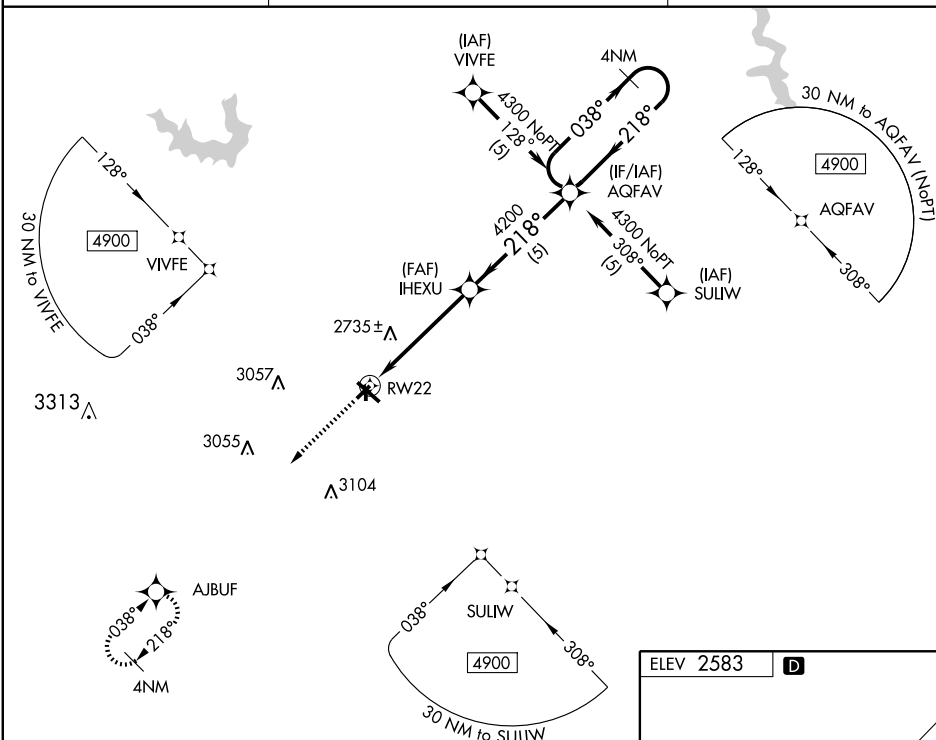 (IAF)
VIVFE
4NM
4300 NoPT
128°
(5)
038°
218°
(IF/IAF)
AQFAV
4200
218°
(5)
4300 NoPT
308°
(5)
(IAF)
SULIW
(FAF)
IHEXU
2735±
3057
RW22
3313
3055
3104
128°
4900
VIVFE
038°
30 NM to VIVFE
30 NM to AQFAV (NoPT)
128°
4900
AQFAV
308°
AJBUF
038°
218°
4NM
038°
SULIW
4900
308°
30 NM to SULIW
ELEV 2583
D